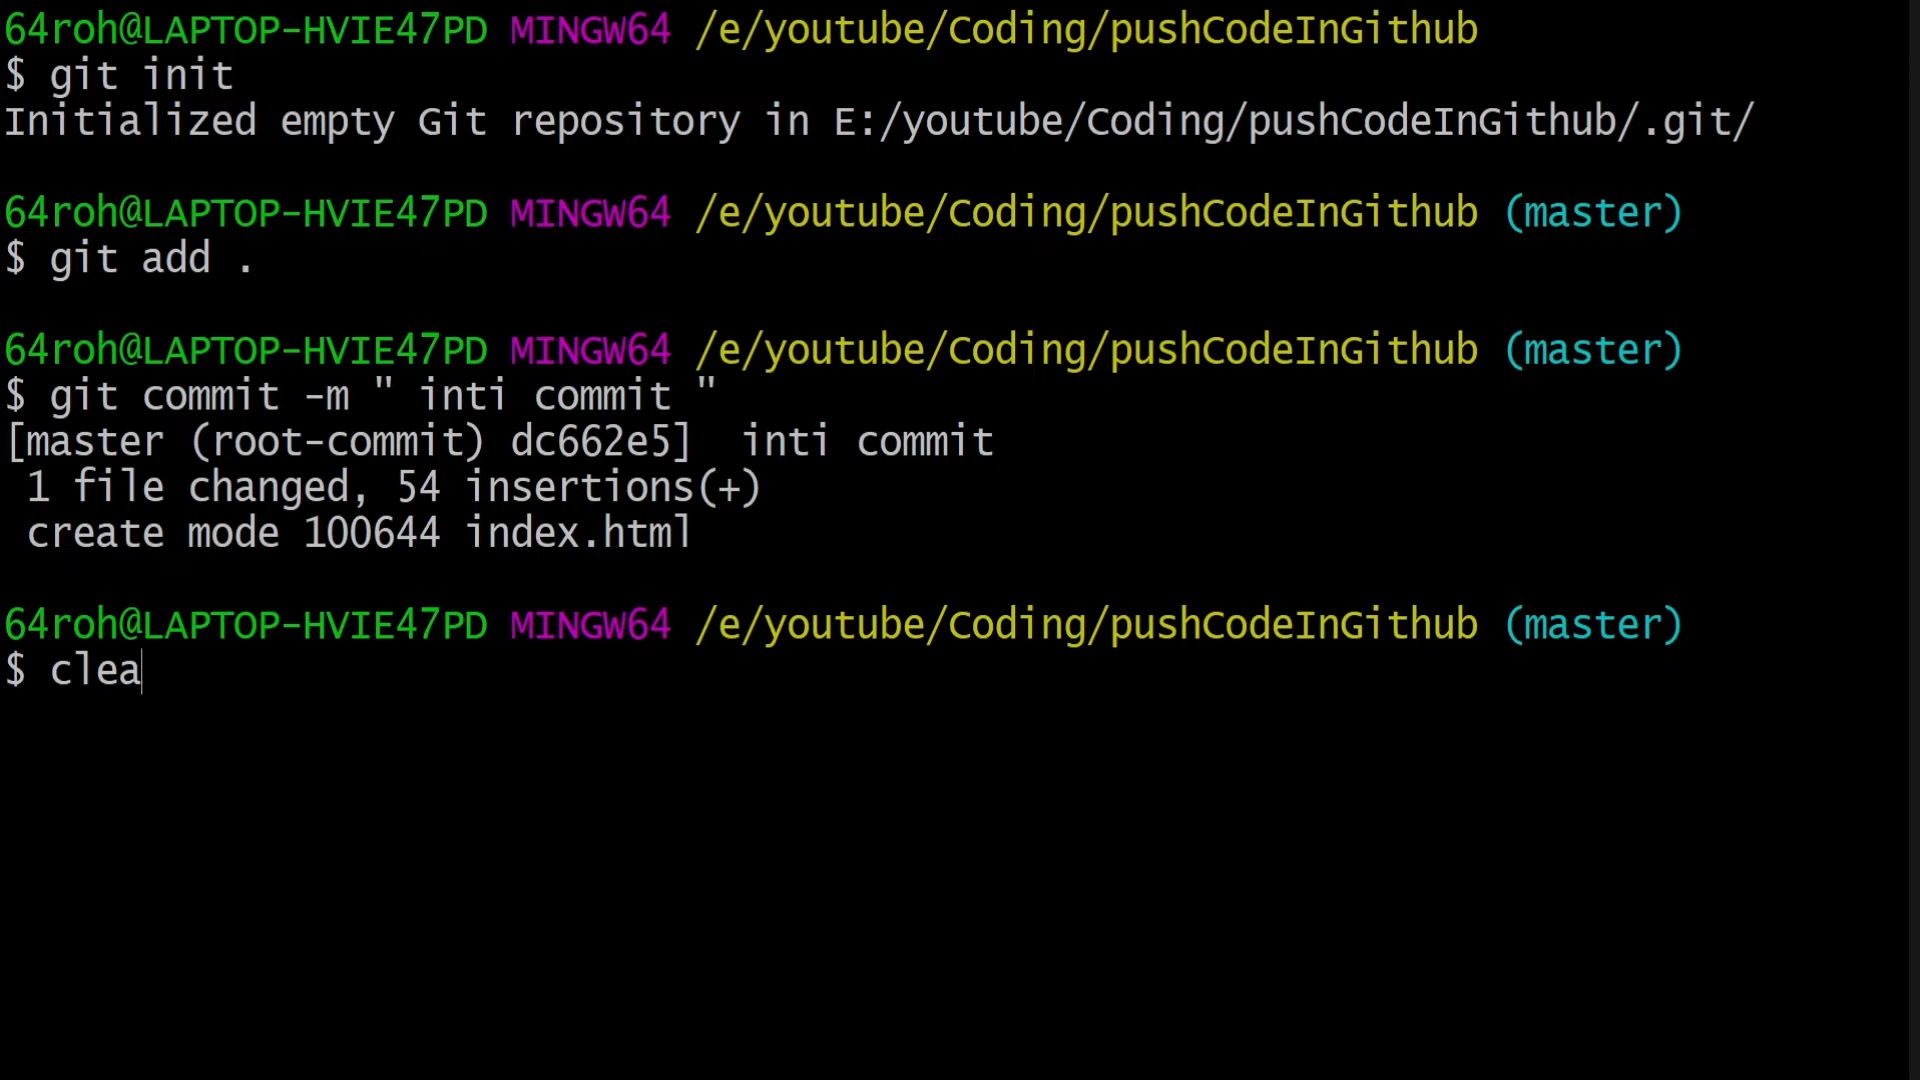 64roh@LAPTOP-HVIE47PD MINGW64 /e/youtube/Coding/pushCodeInGithub
$ git init
Initialized empty Git repository in E:/youtube/Coding/pushCodeInGithub/.git/
64roh@LAPTOP-HVIE47PD MINGW64 /e/youtube/Coding/pushCodeInGithub (master)
$ git add .
64roh@LAPTOP-HVIE47PD MINGW64 /e/youtube/Coding/pushCodeInGithub (master)
$ git commit -m " inti commit "
[master (root-commit) dc662e5]  inti commit
 1 file changed, 54 insertions(+)
 create mode 100644 index.html
64roh@LAPTOP-HVIE47PD MINGW64 /e/youtube/Coding/pushCodeInGithub (master)
$ clea